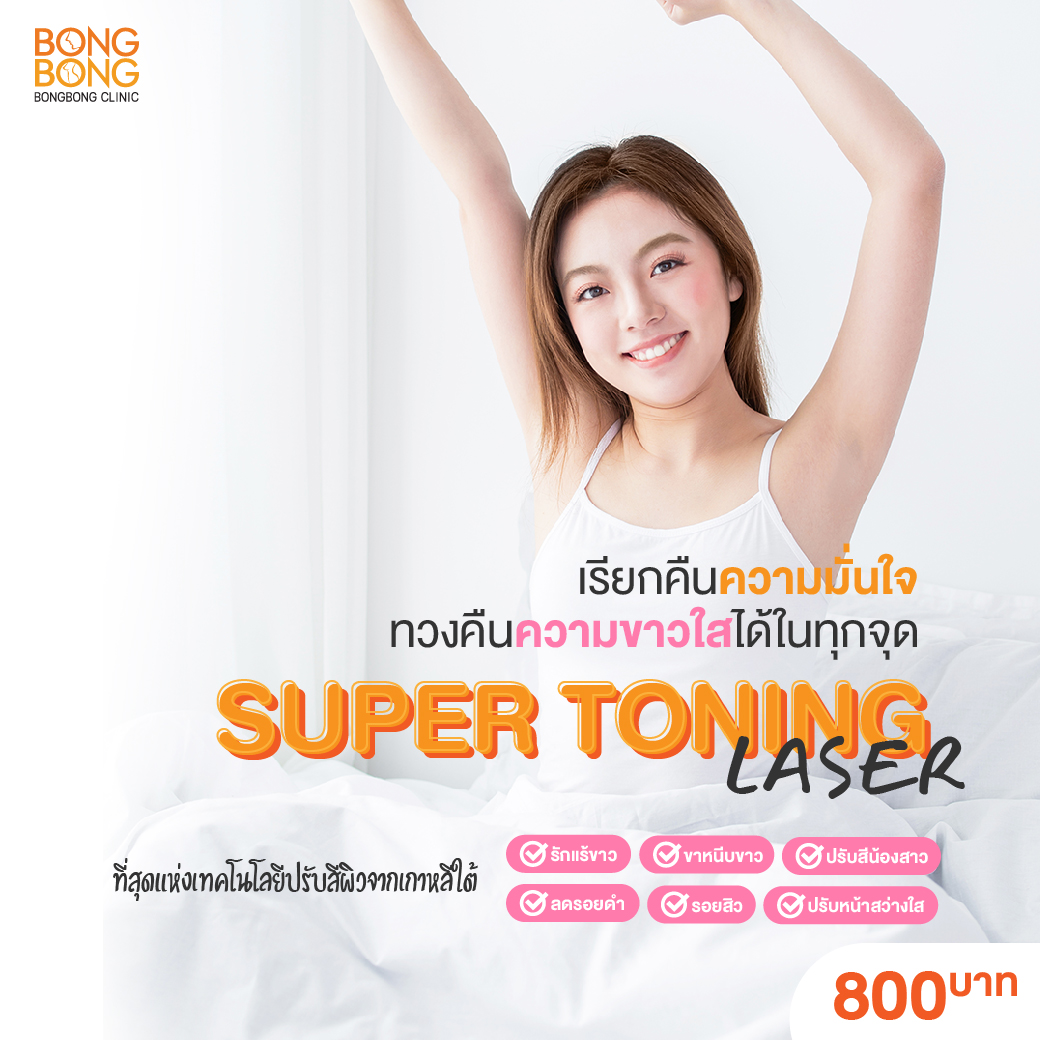 BONG
BONG
BONGBONG CLINIC
เรียกคืนความมั่นใจ
ทวงคืนความขาวใสได้ในทุกจุด
SUPER TONING
LASER
ที่สุดแห่งเทคโนโลยีปรับสีผิวจากเกาหลีใต้
รักแร้ขาว ขาหนีบขาว ปรับสีน้องสาว
ลดรอยดำ รอยสิว ปรับหน้าสว่างใส
800บาท